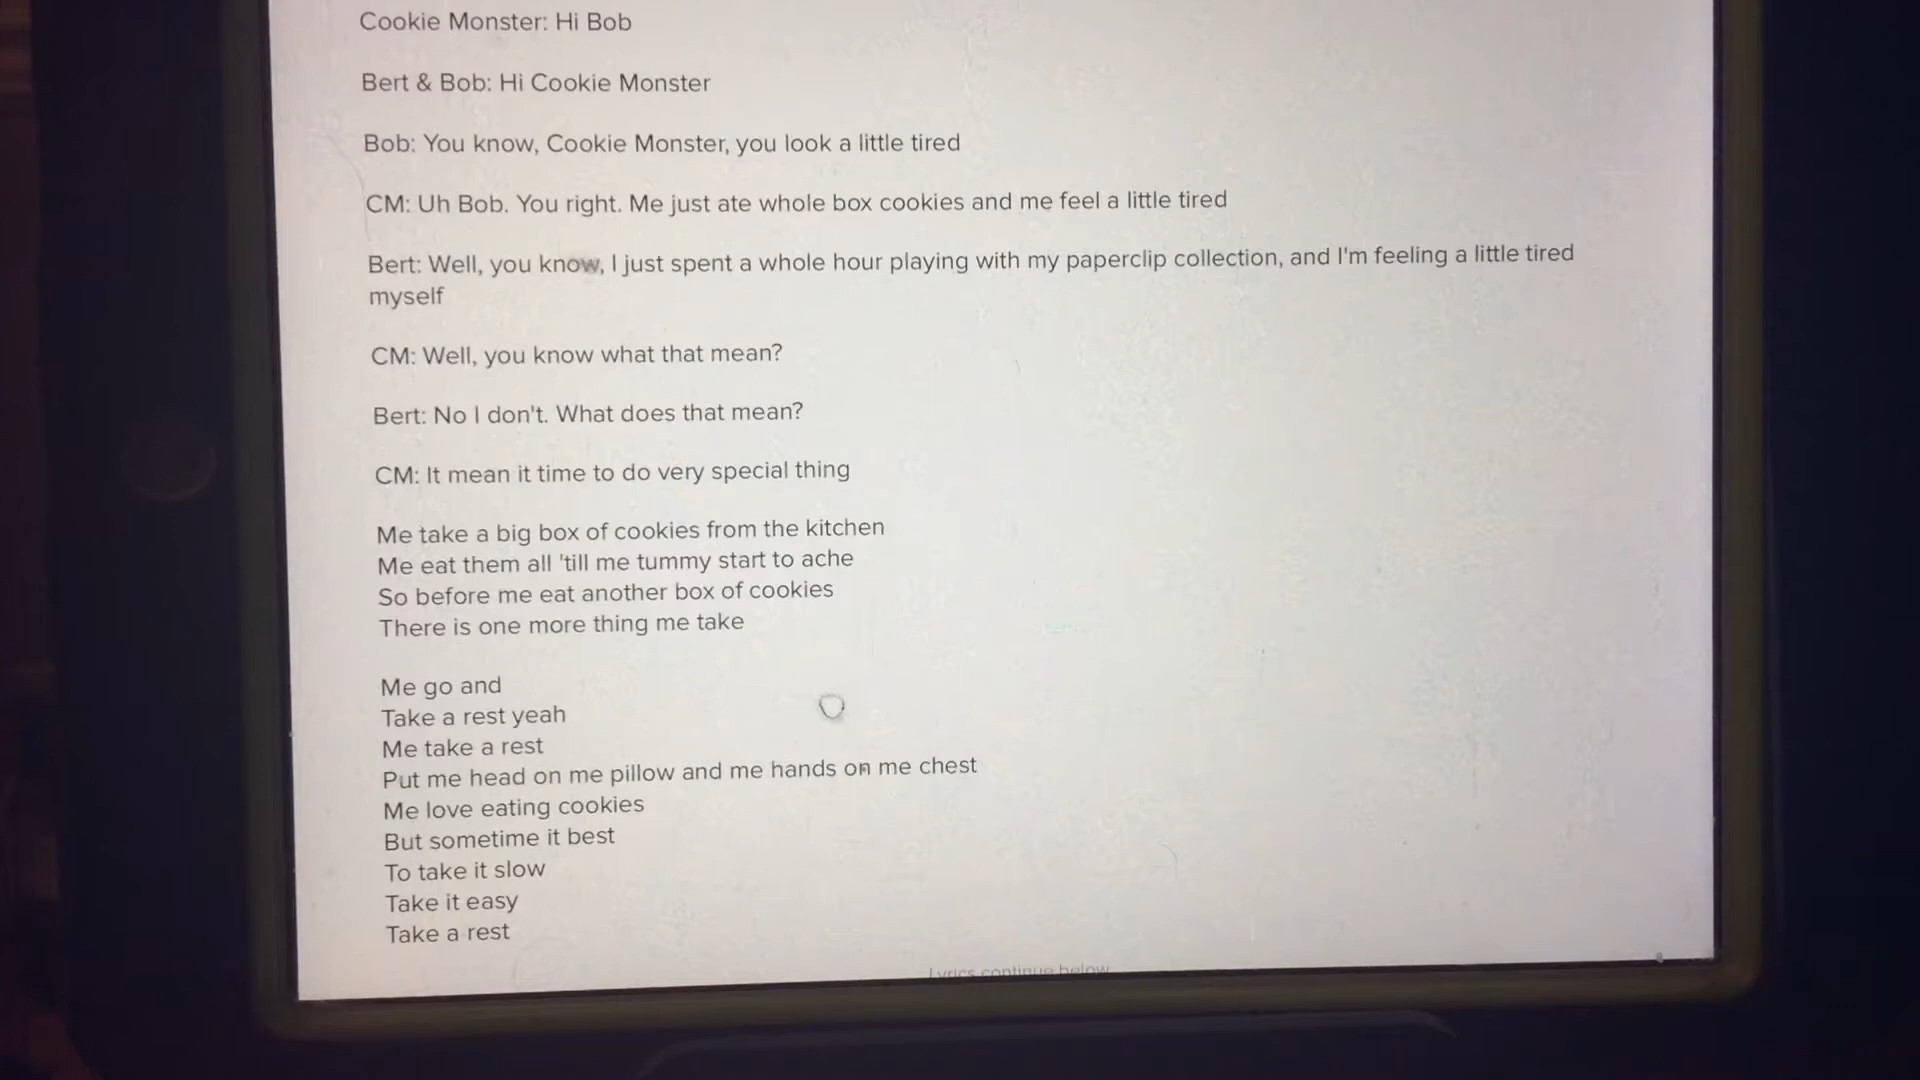 Cookie Monster: Hi Bob
Bert & Bob: Hi Cookie Monster
Bob: You know, Cookie Monster, you look a little tired
CM: Uh Bob. You right. Me just ate whole box cookies and me feel a little tired
Bert: Well, you know, I just spent a whole hour playing with my paperclip collection, and I'm feeling a little tired
myself
CM: Well, you know what that mean?
Bert: No I don't. What does that mean?
CM: It mean it time to do very special thing
Me take a big box of cookies from the kitchen
Me eat them all 'till me tummy start to ache
So before me eat another box of cookies
There is one more thing me take
Me go and
Take a rest yeah
Me take a rest
Put me head on me pillow and me hands on me chest
Me love eating cookies
But sometime it best
To take it slow
Take it easy
Take a rest
Lyrics continue below